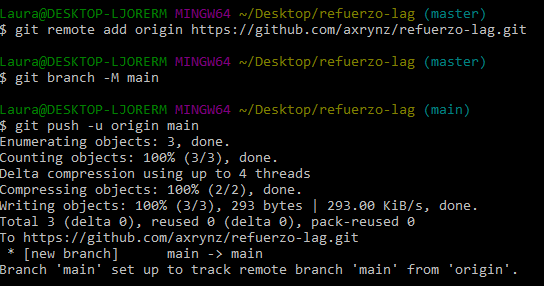 Laura@DESKTOP-LJORERM MINGW64 ~/Desktop/refuerzo-lag (master)
$ git remote add origin https://github.com/axrynz/refuerzo-lag.git
Laura@DESKTOP-LJORERM MINGW64 ~/Desktop/refuerzo-lag (master)
$ git branch -M main
Laura@DESKTOP-LJORERM MINGW64 ~/Desktop/refuerzo-lag (main)
$ git push -u origin main
Enumerating objects: 3, done.
Counting objects: 100% (3/3), done.
Delta compression using up to 4 threads
Compressing objects: 100% (2/2), done.
Writing objects: 100% (3/3), 293 bytes | 293.00 KiB/s, done.
Total 3 (delta 0), reused 0 (delta 0), pack-reused 0
To https://github.com/axrynz/refuerzo-lag.git
 * [new branch]      main -> main
Branch 'main' set up to track remote branch 'main' from 'origin'.